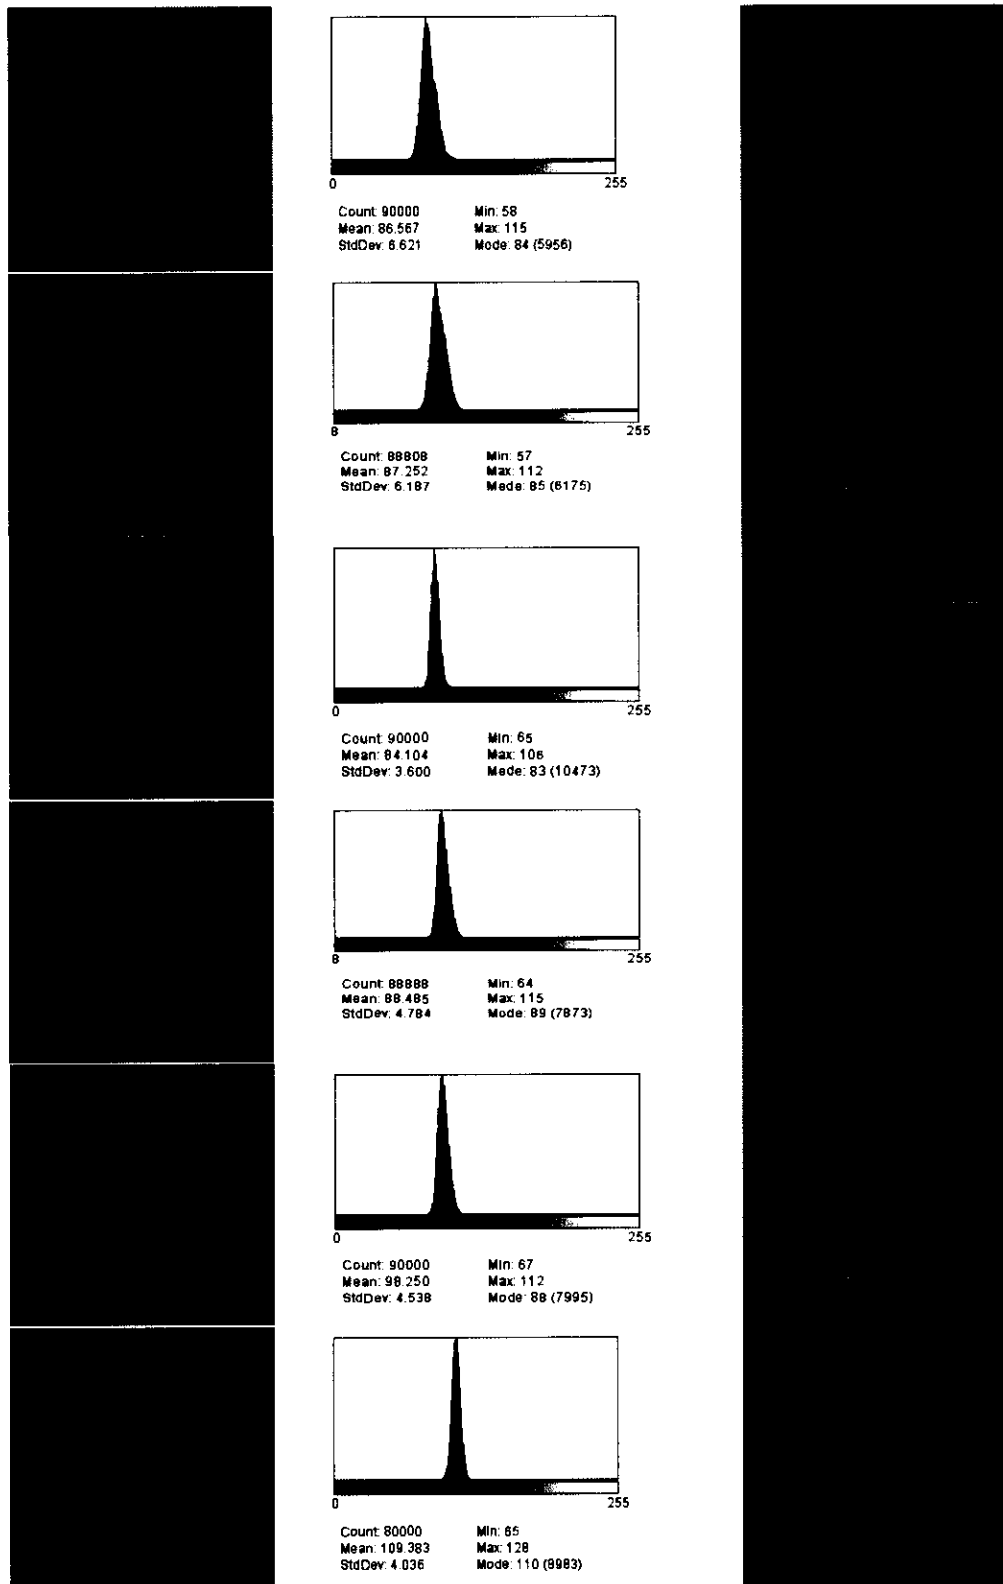 0 255
Count: 90000 Min: 58
Mean: 86.567 Max: 115
StdDev: 6.621 Mode: 84 (5956)
8 255
Count: 88808 Min: 57
Mean: 87.252 Max: 112
StdDev: 6.187 Mede: 85 (6175)
0 255
Count: 90000 Min: 65
Mean: 84.104 Max: 106
StdDev: 3.600 Mede: 83 (10473)
8 255
Count: 88888 Min: 64
Mean: 88.485 Max: 115
StdDev: 4.784 Mode: 89 (7873)
0 255
Count: 90000 Min: 67
Mean: 98.250 Max: 112
StdDev: 4.538 Mode: 88 (7995)
0 255
Count: 80000 Min: 65
Mean: 109.383 Max: 128
StdDev: 4.036 Mode: 110 (9983)